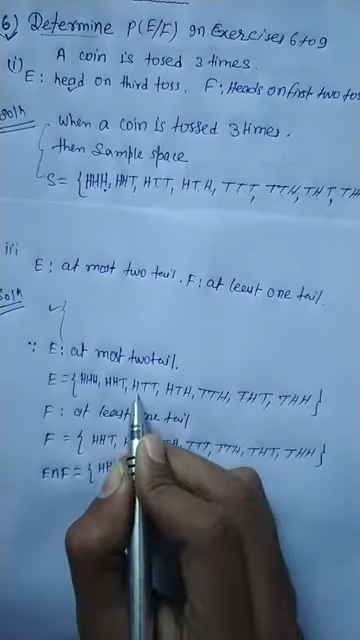 6) Determine P(E/F) in Exercises 6 to 9
A coin is tosed 3 times.
(i) E: head on third toss. F: Heads on first two tos
Soln
When a coin is tossed 3 times.
then Sample space
S = {HHH, HHT, HTT, HTH, TTT, TTH, THT, TH
iii
E: at most two tail. F: at least one tail.
Soln
∵ E: at most two tail.
E = {HHH, HHT, HTT, HTH, TTH, THT, THH}
F: at least one tail
F = {HHT, TTT, TTH, THT, THH}
E∩F = {HH